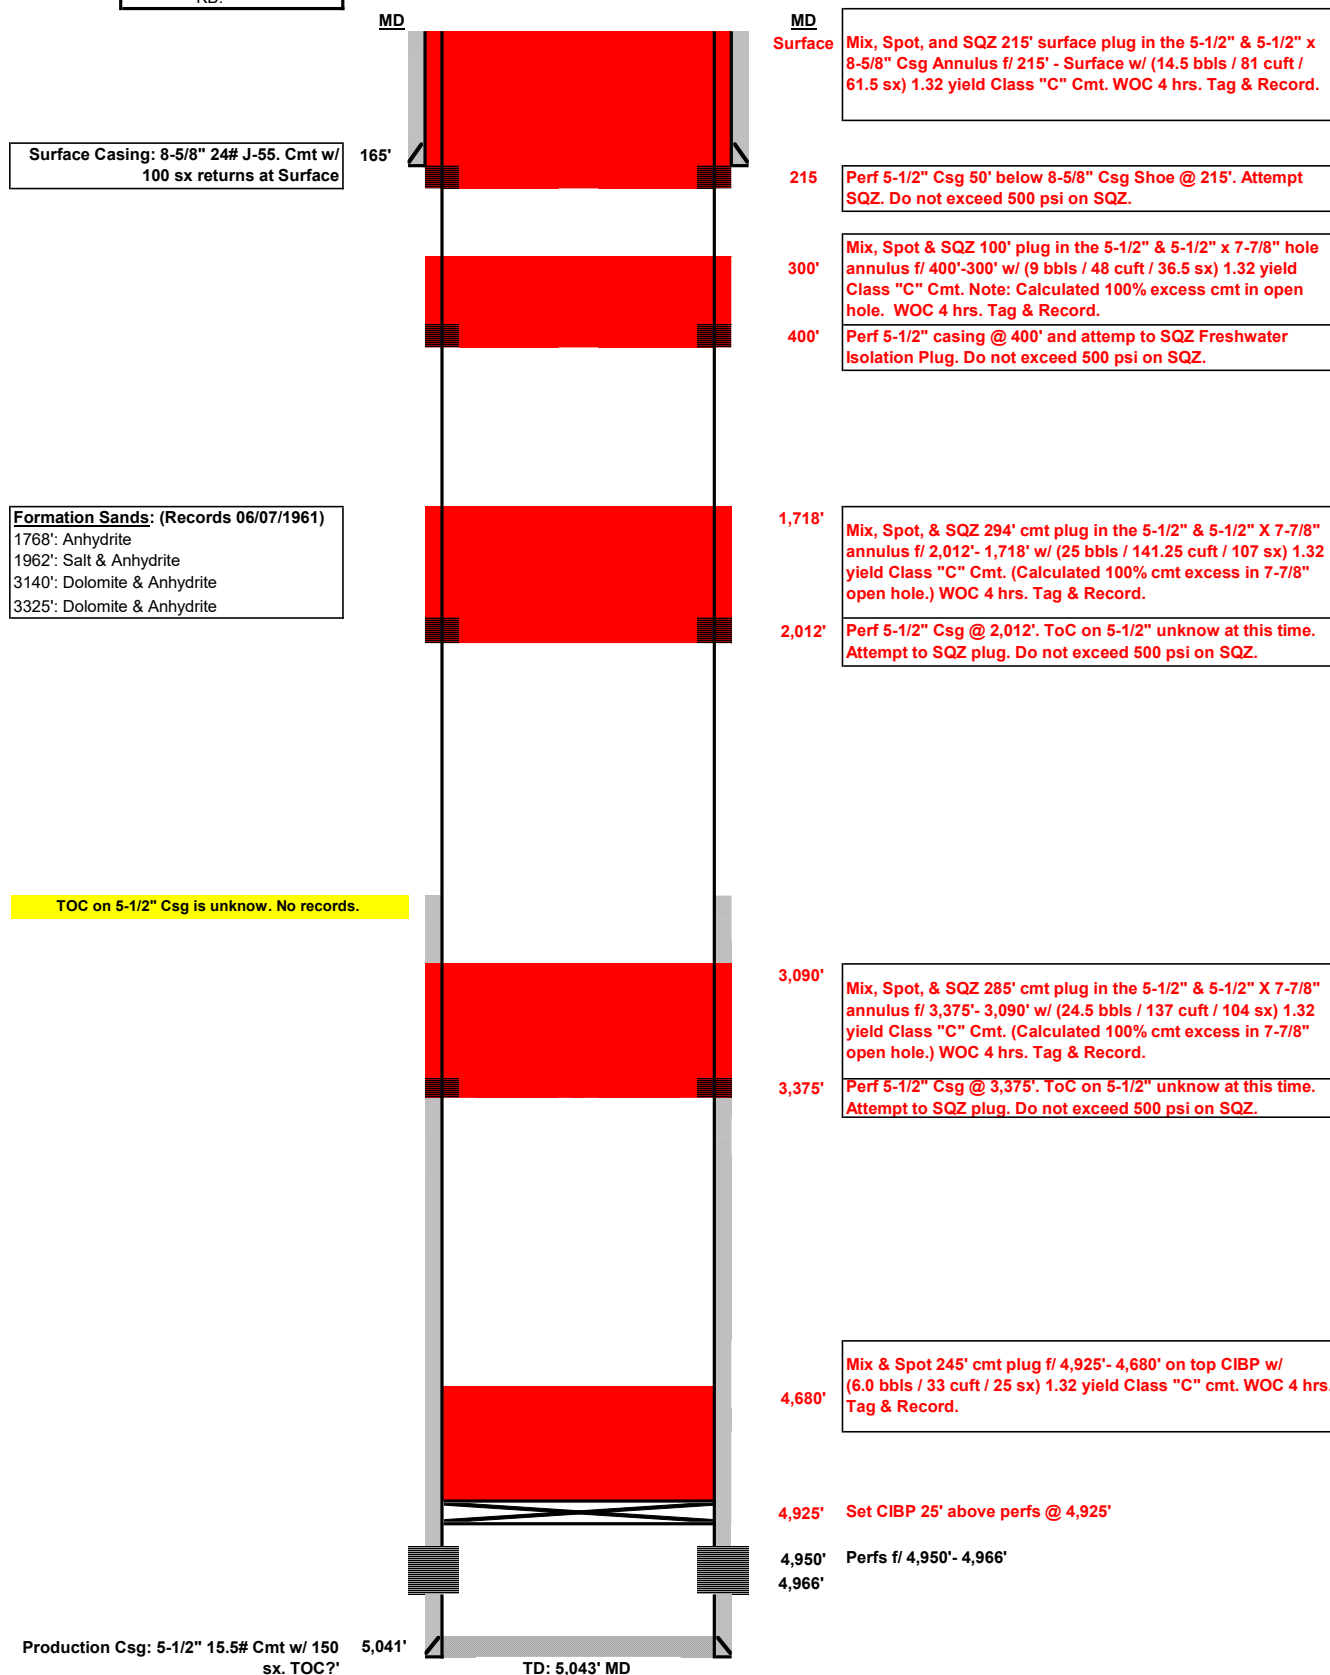 KB:
MD
MD
Surface
Mix, Spot, and SQZ 215' surface plug in the 5-1/2" & 5-1/2" x
8-5/8" Csg Annulus f/ 215' - Surface w/ (14.5 bbls / 81 cuft /
61.5 sx) 1.32 yield Class "C" Cmt. WOC 4 hrs. Tag & Record.
Surface Casing: 8-5/8" 24# J-55. Cmt w/
100 sx returns at Surface
165'
215
Perf 5-1/2" Csg 50' below 8-5/8" Csg Shoe @ 215'. Attempt
SQZ. Do not exceed 500 psi on SQZ.
300'
Mix, Spot & SQZ 100' plug in the 5-1/2" & 5-1/2" x 7-7/8" hole
annulus f/ 400'-300' w/ (9 bbls / 48 cuft / 36.5 sx) 1.32 yield
Class "C" Cmt. Note: Calculated 100% excess cmt in open
hole. WOC 4 hrs. Tag & Record.
400'
Perf 5-1/2" casing @ 400' and attemp to SQZ Freshwater
Isolation Plug. Do not exceed 500 psi on SQZ.
Formation Sands: (Records 06/07/1961)
1768': Anhydrite
1962': Salt & Anhydrite
3140': Dolomite & Anhydrite
3325': Dolomite & Anhydrite
1,718'
Mix, Spot, & SQZ 294' cmt plug in the 5-1/2" & 5-1/2" X 7-7/8"
annulus f/ 2,012'- 1,718' w/ (25 bbls / 141.25 cuft / 107 sx) 1.32
yield Class "C" Cmt. (Calculated 100% cmt excess in 7-7/8"
open hole.) WOC 4 hrs. Tag & Record.
2,012'
Perf 5-1/2" Csg @ 2,012'. ToC on 5-1/2" unknow at this time.
Attempt to SQZ plug. Do not exceed 500 psi on SQZ.
TOC on 5-1/2" Csg is unknow. No records.
3,090'
Mix, Spot, & SQZ 285' cmt plug in the 5-1/2" & 5-1/2" X 7-7/8"
annulus f/ 3,375'- 3,090' w/ (24.5 bbls / 137 cuft / 104 sx) 1.32
yield Class "C" Cmt. (Calculated 100% cmt excess in 7-7/8"
open hole.) WOC 4 hrs. Tag & Record.
3,375'
Perf 5-1/2" Csg @ 3,375'. ToC on 5-1/2" unknow at this time.
Attempt to SQZ plug. Do not exceed 500 psi on SQZ.
4,680'
Mix & Spot 245' cmt plug f/ 4,925'- 4,680' on top CIBP w/
(6.0 bbls / 33 cuft / 25 sx) 1.32 yield Class "C" cmt. WOC 4 hrs.
Tag & Record.
4,925'
Set CIBP 25' above perfs @ 4,925'
4,950'
Perfs f/ 4,950'- 4,966'
4,966'
Production Csg: 5-1/2" 15.5# Cmt w/ 150
sx. TOC?'
5,041'
TD: 5,043' MD